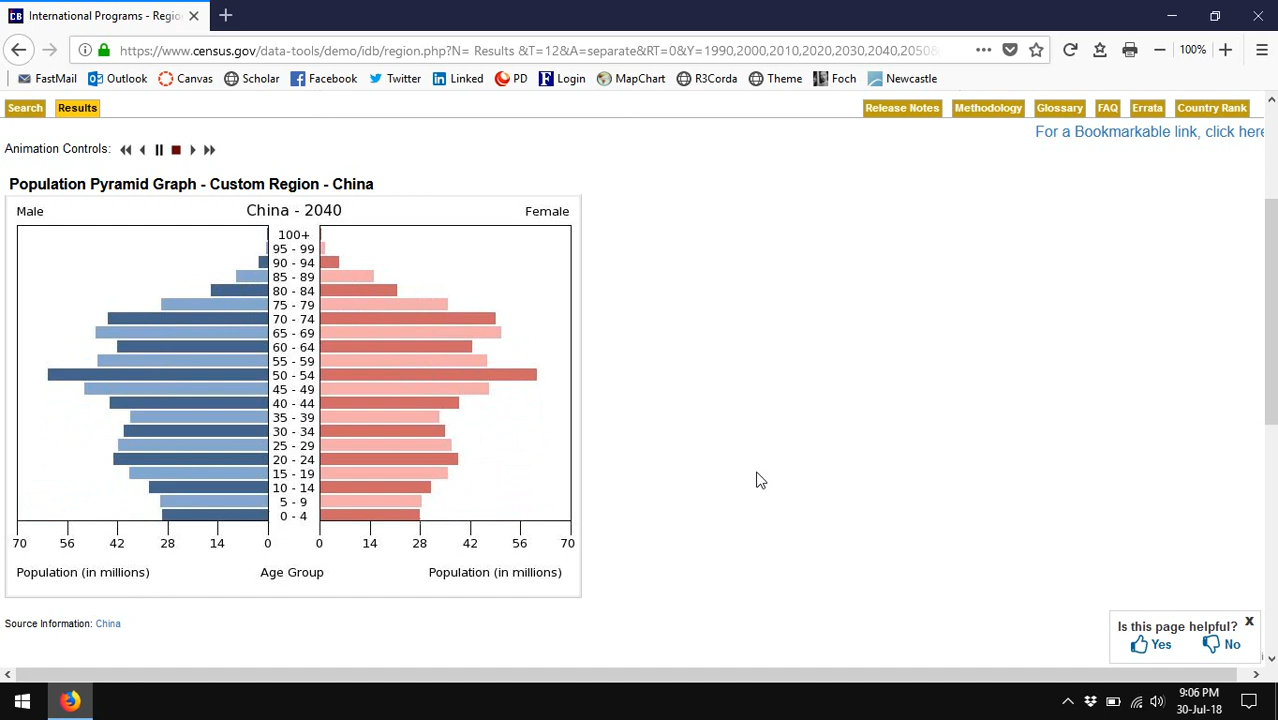 International Programs - Regio
https://www.census.gov/data-tools/demo/idb/region.php?N= Results &T=12&A=separate&RT=0&Y=1990,2000,2010,2020,2030,2040,2050&
100%
FastMail Outlook Canvas Scholar Facebook Twitter Linked PD Login MapChart R3Corda Theme Foch Newcastle
Search Results Release Notes Methodology Glossary FAQ Errata Country Rank
For a Bookmarkable link, click here
Animation Controls:
Population Pyramid Graph - Custom Region - China
Male China - 2040 Female
100+
95 - 99
90 - 94
85 - 89
80 - 84
75 - 79
70 - 74
65 - 69
60 - 64
55 - 59
50 - 54
45 - 49
40 - 44
35 - 39
30 - 34
25 - 29
20 - 24
15 - 19
10 - 14
5 - 9
0 - 4
70 56 42 28 14 0 0 14 28 42 56 70
Population (in millions) Age Group Population (in millions)
Source Information: China
Is this page helpful? x
Yes No
9:06 PM
30-Jul-18